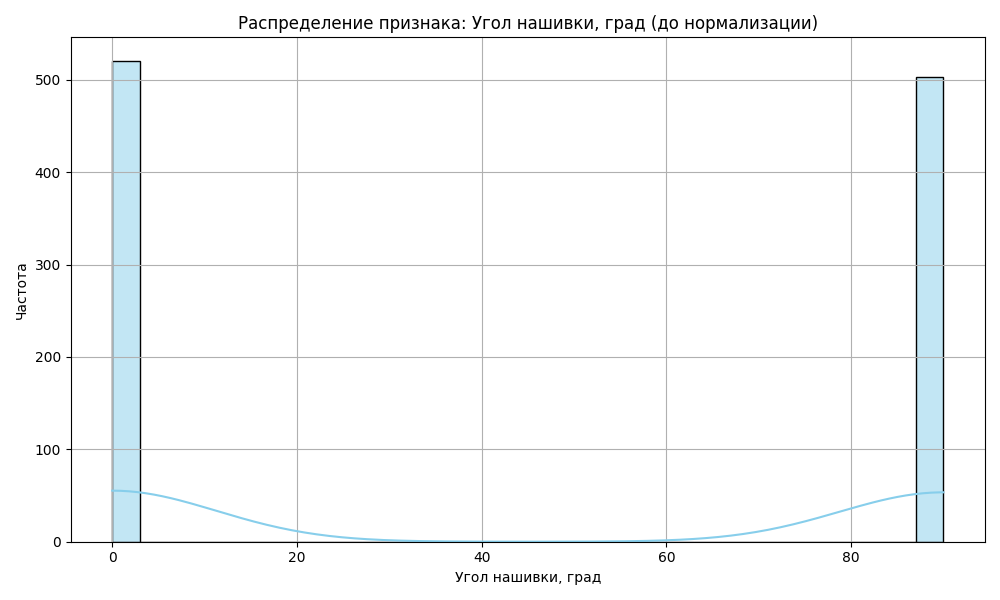 Распределение признака: Угол нашивки, град (до нормализации)
Частота
500
400
300
200
100
0
0 20 40 60 80
Угол нашивки, град